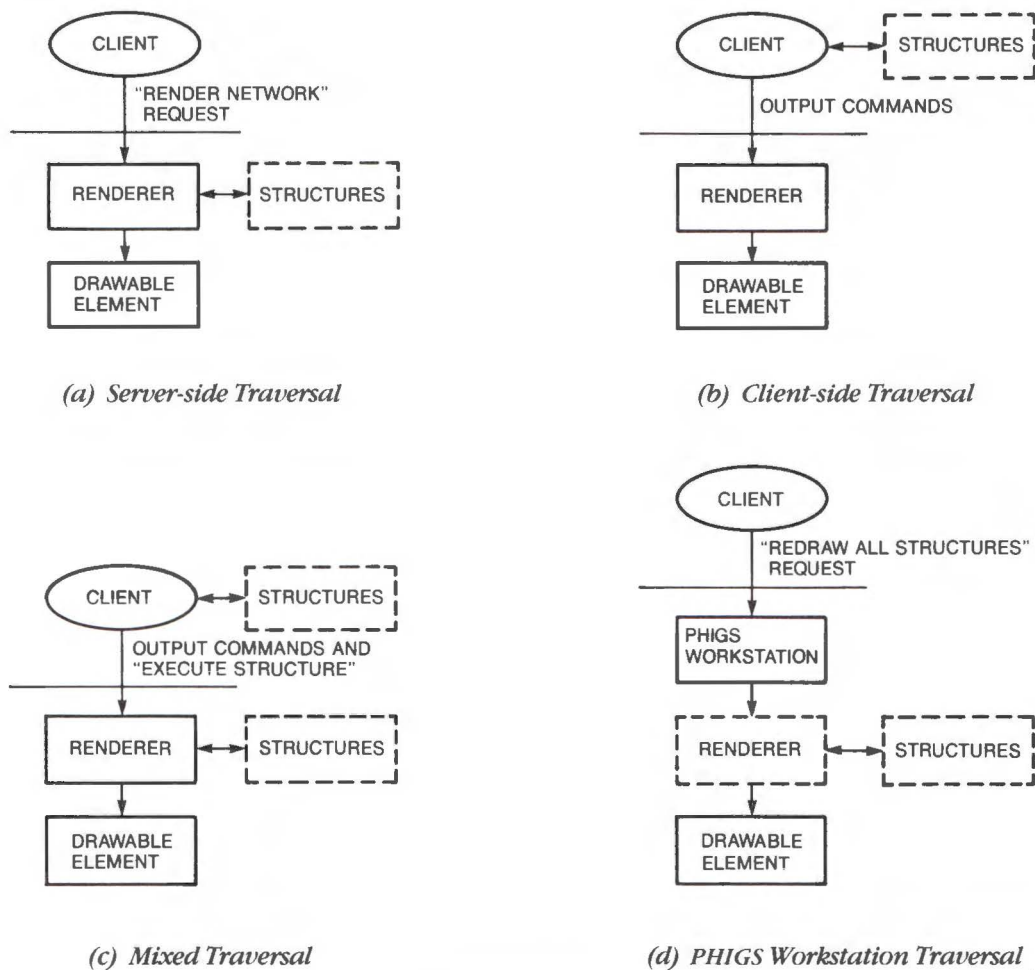 CLIENT
"RENDER NETWORK"
REQUEST
RENDERER
STRUCTURES
DRAWABLE
ELEMENT
(a) Server-side Traversal
CLIENT
STRUCTURES
OUTPUT COMMANDS
RENDERER
DRAWABLE
ELEMENT
(b) Client-side Traversal
CLIENT
STRUCTURES
OUTPUT COMMANDS AND
"EXECUTE STRUCTURE"
RENDERER
STRUCTURES
DRAWABLE
ELEMENT
(c) Mixed Traversal
CLIENT
"REDRAW ALL STRUCTURES"
REQUEST
PHIGS
WORKSTATION
RENDERER
STRUCTURES
DRAWABLE
ELEMENT
(d) PHIGS Workstation Traversal